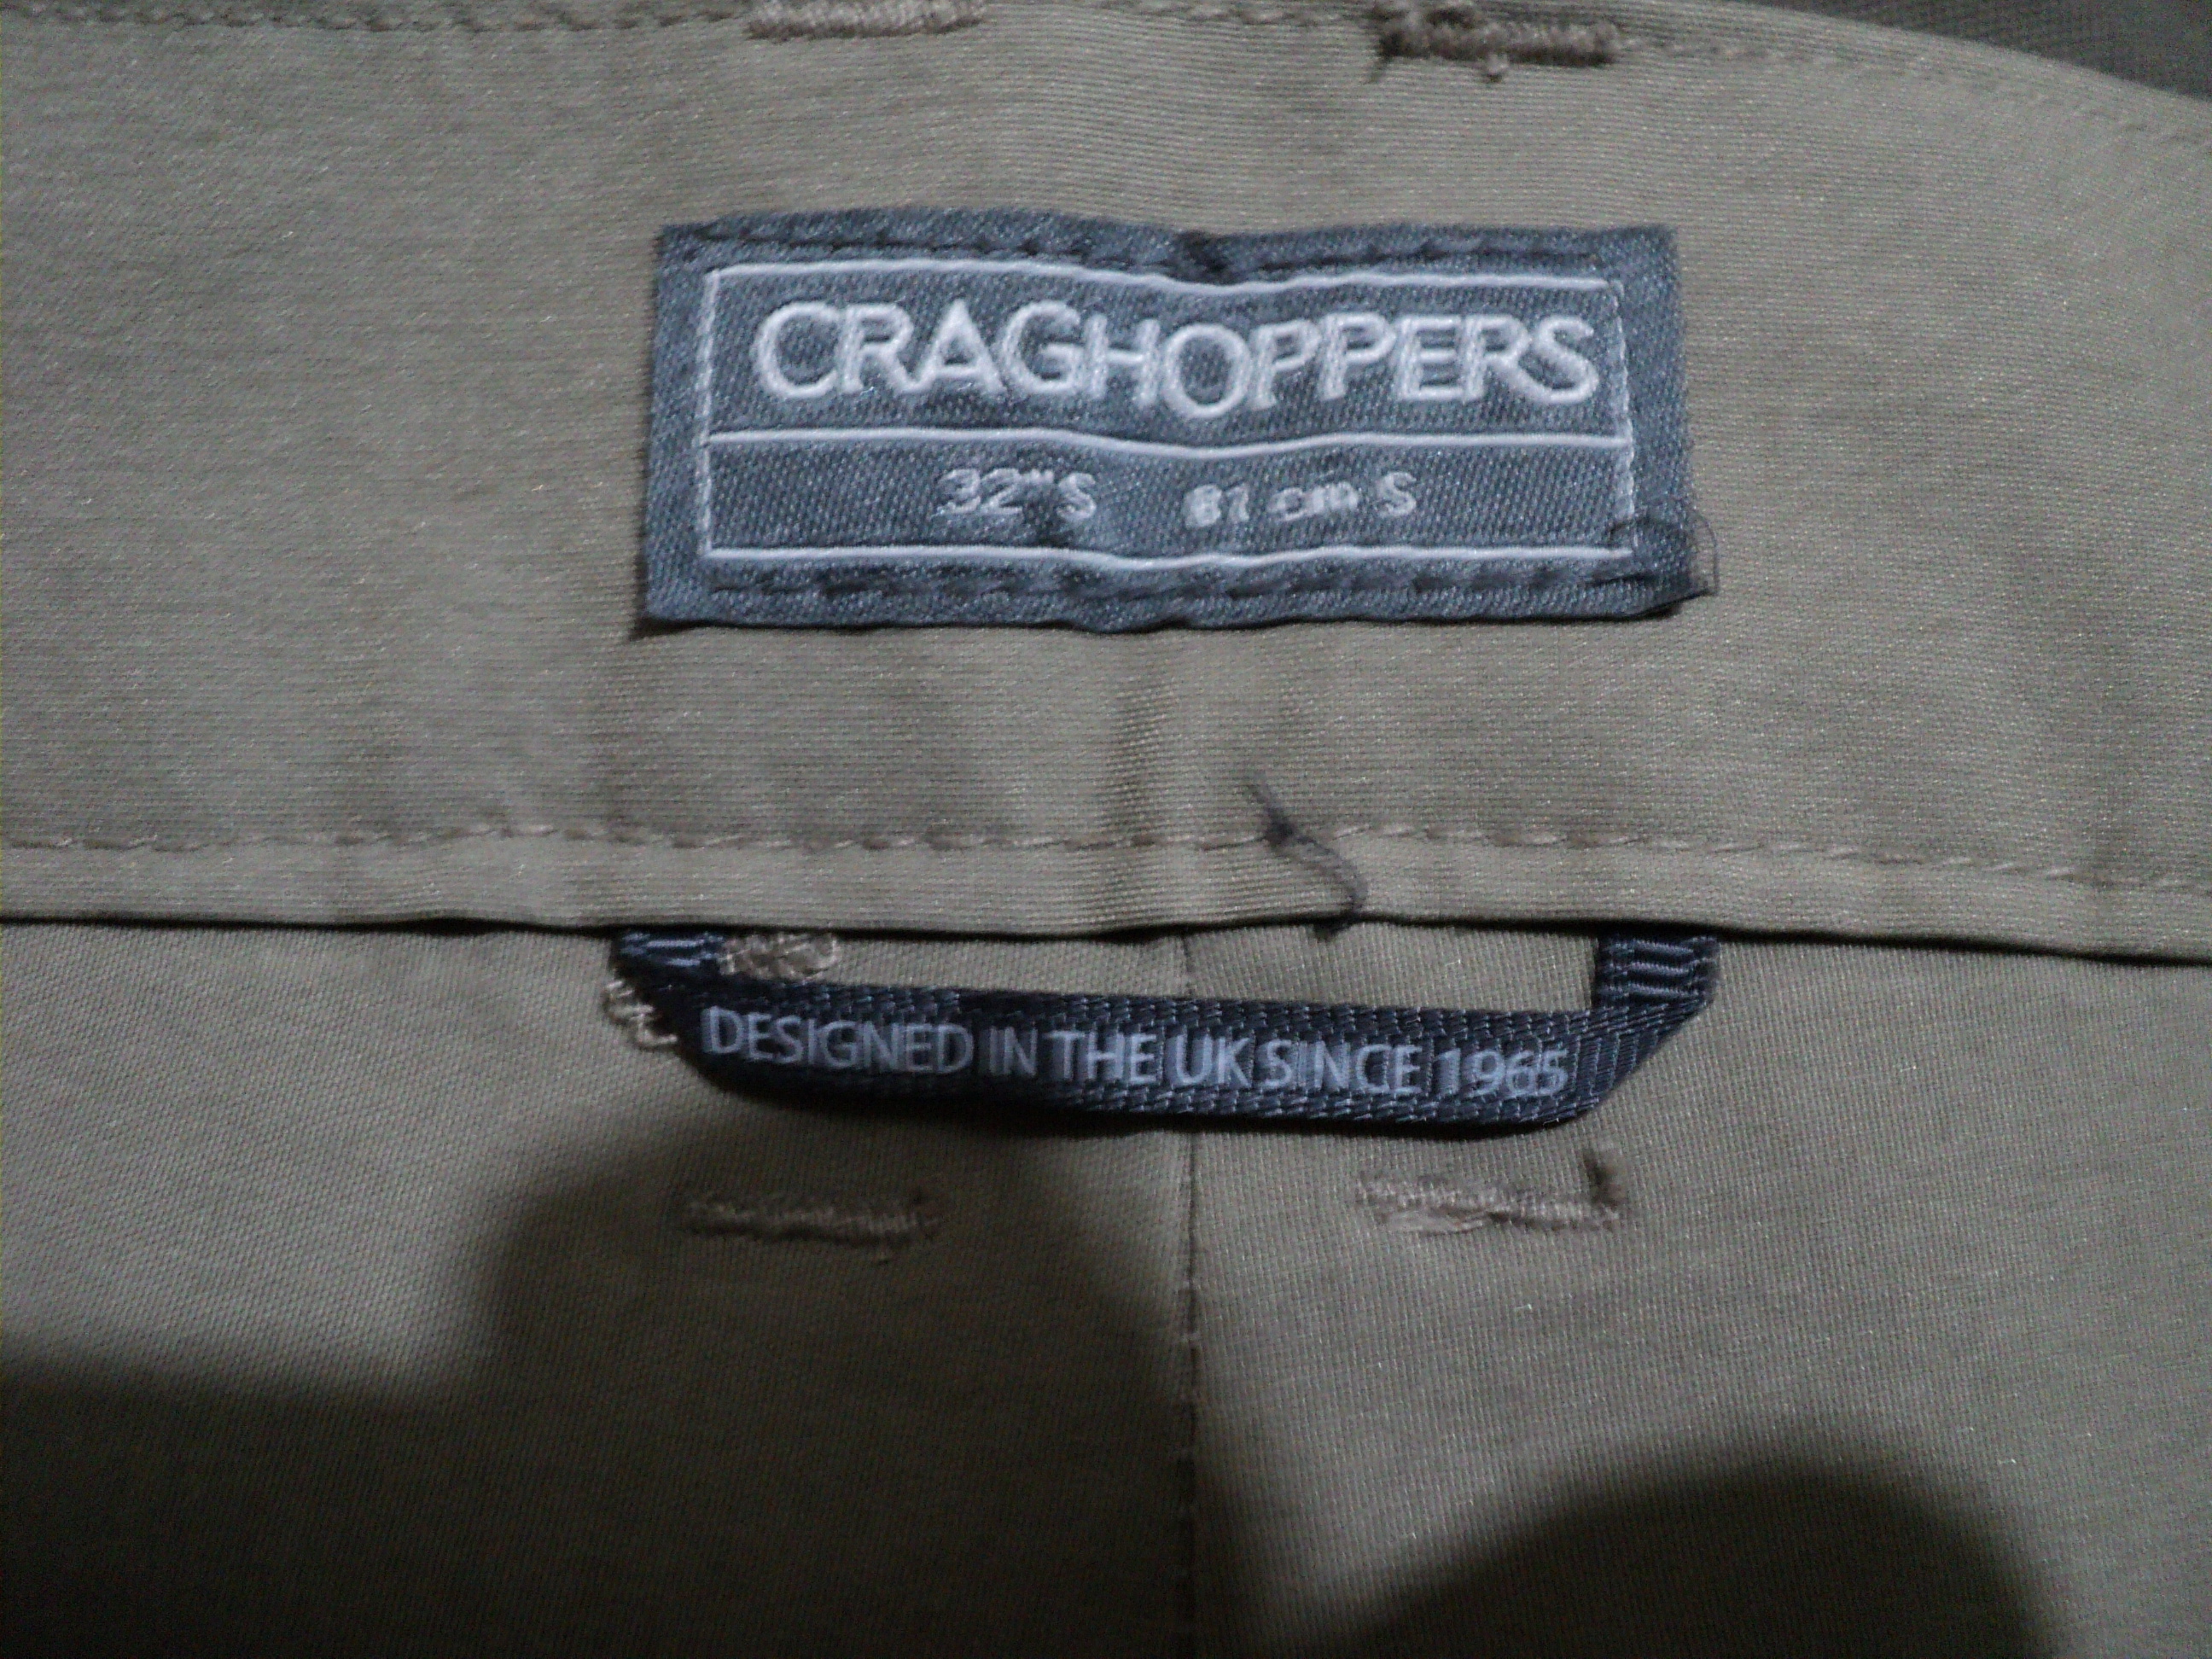 CRAGHOPPERS
32"S 81 cm S
DESIGNED IN THE UK SINCE 1965